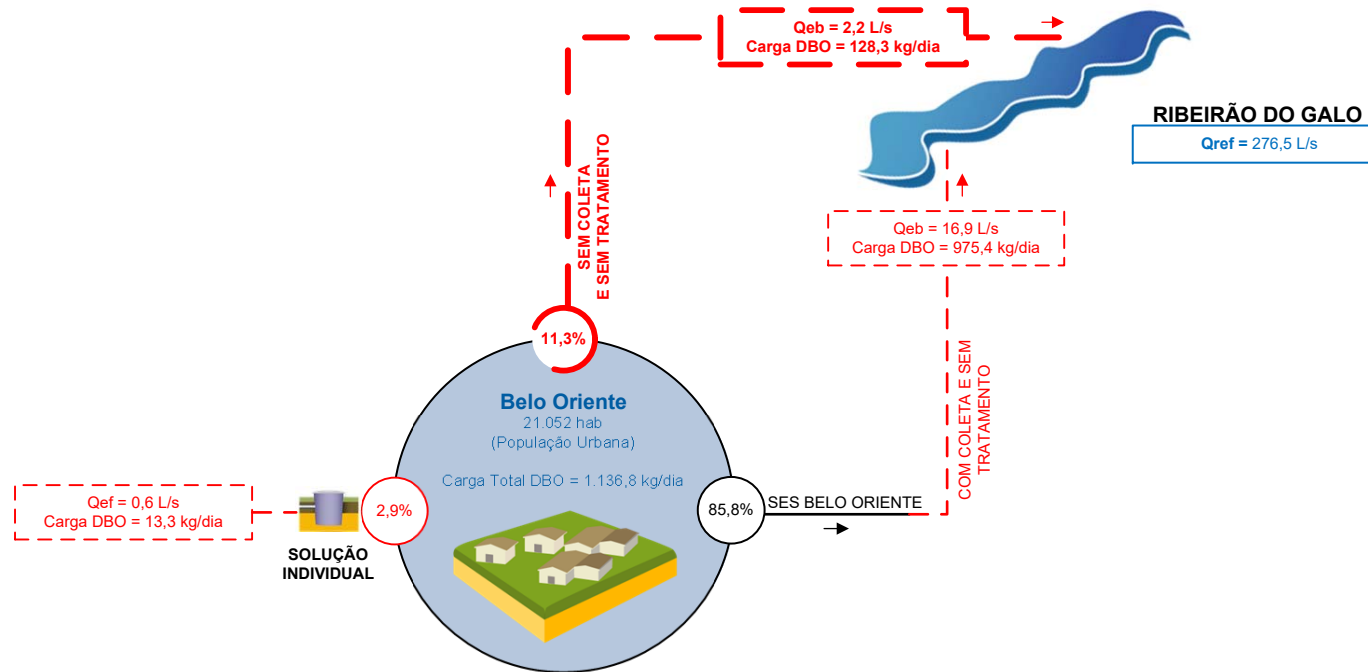 Qeb = 2,2 L/s
Carga DBO = 128,3 kg/dia
RIBEIRÃO DO GALO
Qref = 276,5 L/s
SEM COLETA
E SEM TRATAMENTO
Qeb = 16,9 L/s
Carga DBO = 975,4 kg/dia
11,3%
COM COLETA E SEM
TRATAMENTO
Belo Oriente
21.052 hab
(População Urbana)
Carga Total DBO = 1.136,8 kg/dia
Qef = 0,6 L/s
Carga DBO = 13,3 kg/dia
2,9%
85,8%
SES BELO ORIENTE
SOLUÇÃO
INDIVIDUAL